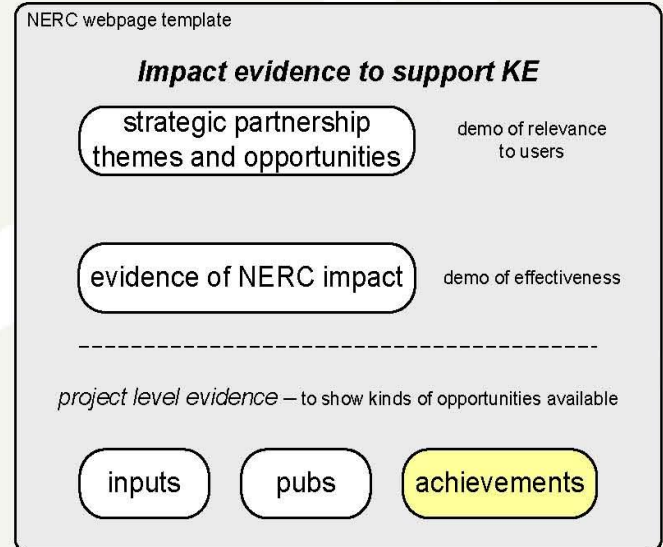 NERC webpage template
Impact evidence to support KE
strategic partnership
themes and opportunities
demo of relevance
to users
evidence of NERC impact
demo of effectiveness
project level evidence – to show kinds of opportunities available
inputs
pubs
achievements